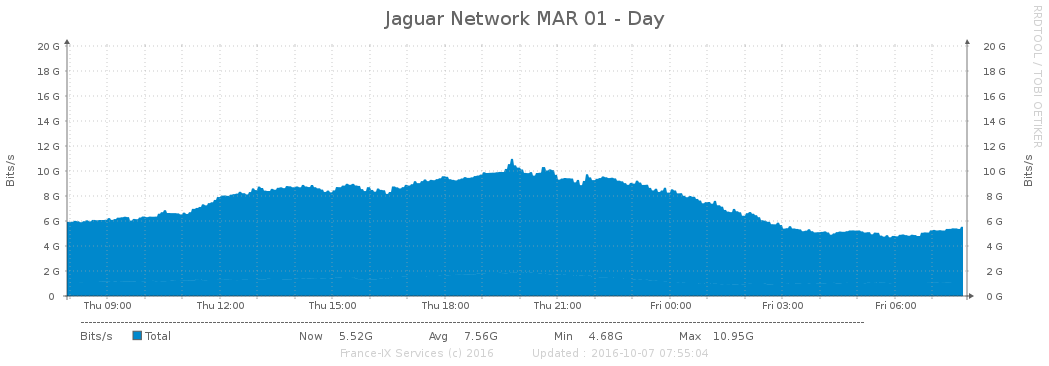 Jaguar Network MAR 01 - Day
RRDTOOL / TOBI OETIKER
Bits/s
Bits/s
20 G 20 G
18 G 18 G
16 G 16 G
14 G 14 G
12 G 12 G
10 G 10 G
8 G 8 G
6 G 6 G
4 G 4 G
2 G 2 G
0 0 G
Thu 09:00 Thu 12:00 Thu 15:00 Thu 18:00 Thu 21:00 Fri 00:00 Fri 03:00 Fri 06:00
Bits/s Total Now 5.52G Avg 7.56G Min 4.68G Max 10.95G
France-IX Services (c) 2016 Updated : 2016-10-07 07:55:04